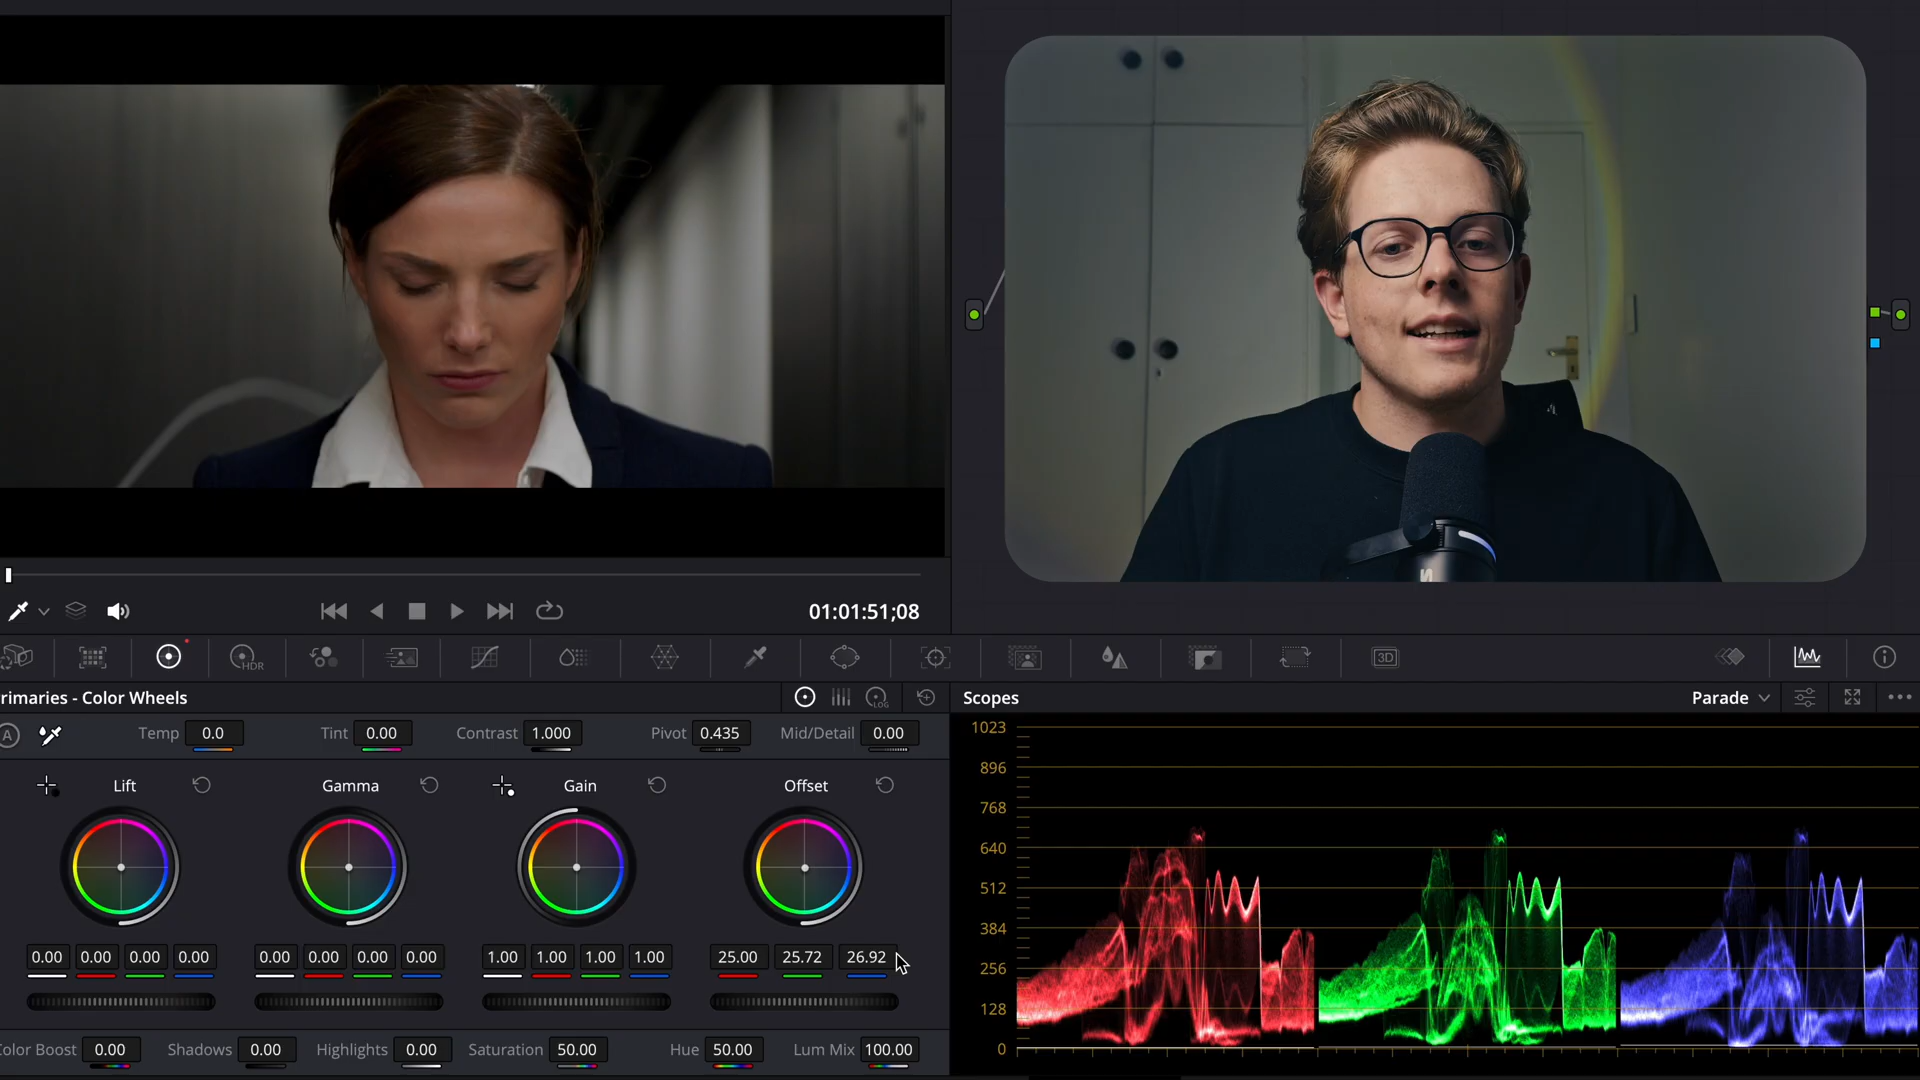 01:01:51;08
HDR
3D
rimaries - Color Wheels
LOG
Scopes
Parade
A
Temp 0.0
Tint 0.00
Contrast 1.000
Pivot 0.435
Mid/Detail 0.00
Lift
Gamma
Gain
Offset
0.00 0.00 0.00 0.00
0.00 0.00 0.00 0.00
1.00 1.00 1.00 1.00
25.00 25.72 26.92
Color Boost 0.00
Shadows 0.00
Highlights 0.00
Saturation 50.00
Hue 50.00
Lum Mix 100.00
1023
896
768
640
512
384
256
128
0